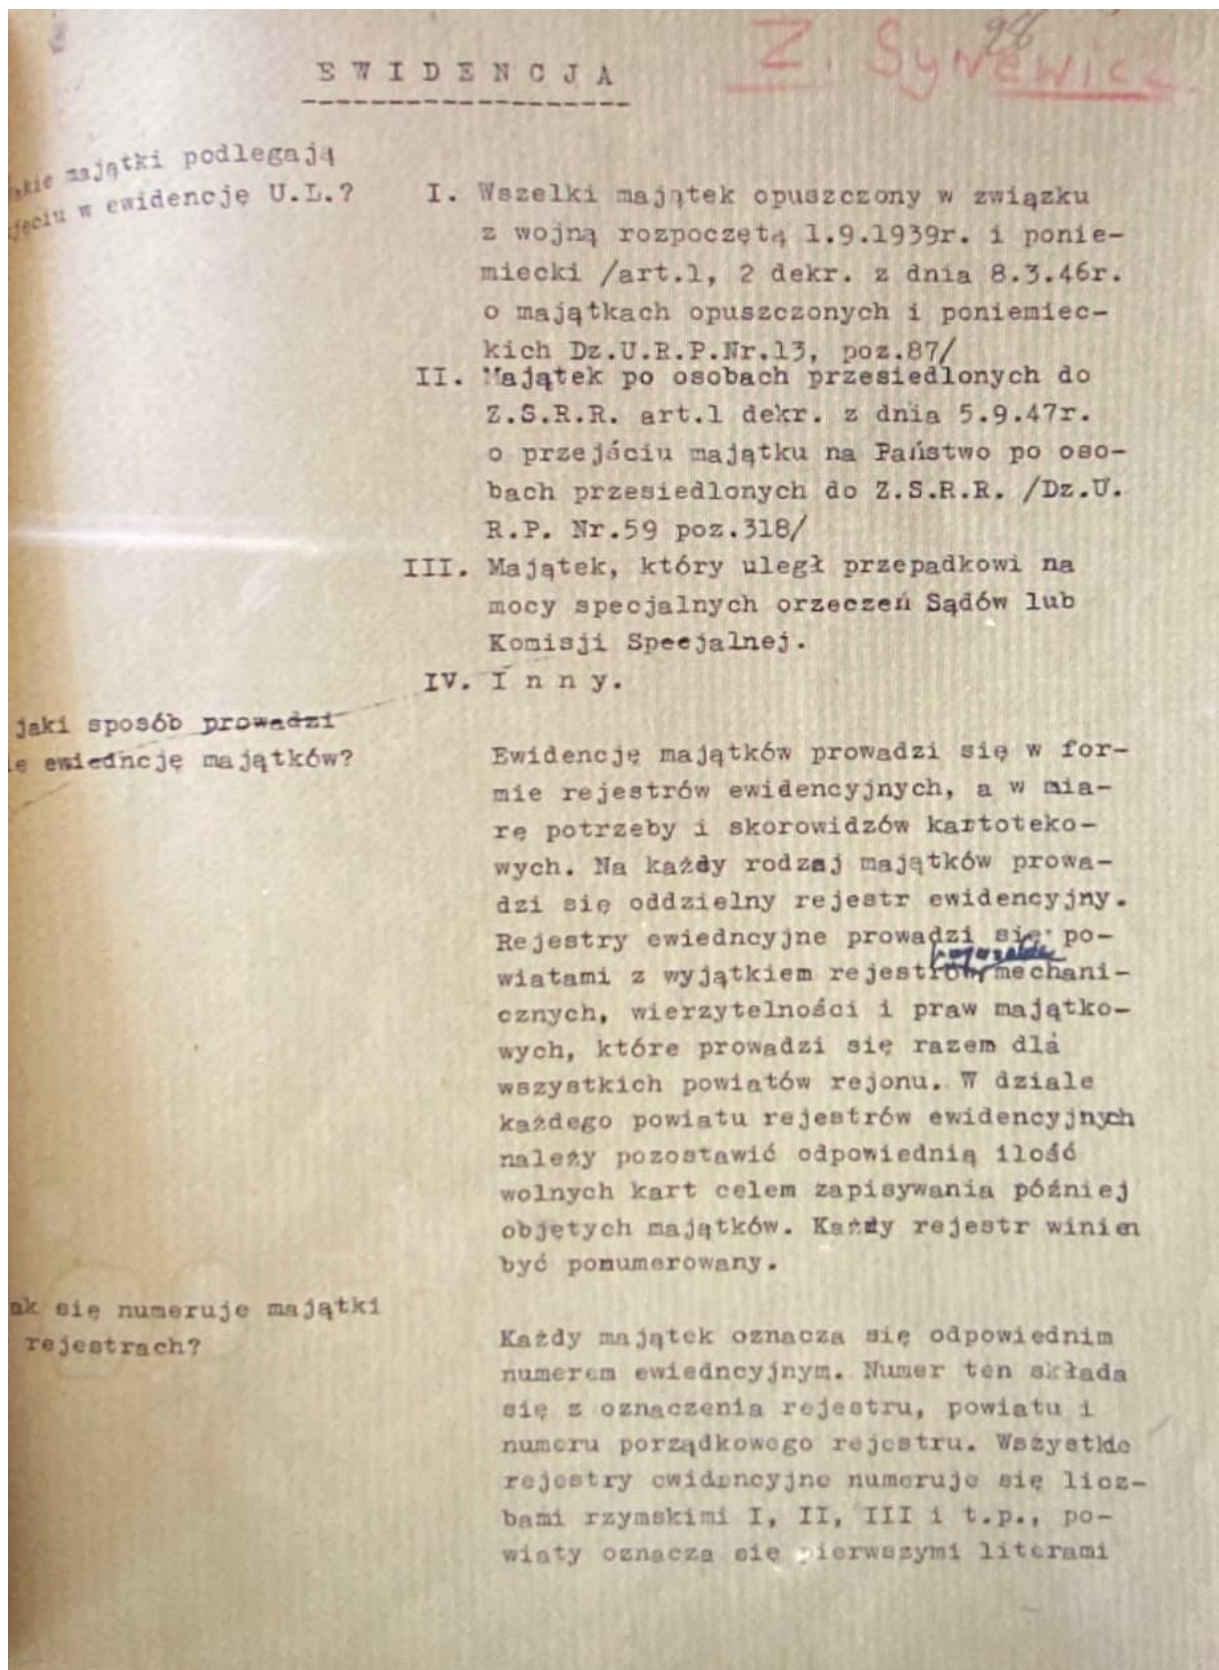 98
Z. Synewicz
EWIDENCJA
majątki podlegają
w ewidencję U.L.?
I. Wszelki majątek opuszczony w związku
z wojną rozpoczętą 1.9.1939r. i ponie-
miecki /art.1, 2 dekr. z dnia 8.3.46r.
o majątkach opuszczonych i poniemiec-
kich Dz.U.R.P.Nr.13, poz.87/
II. Majątek po osobach przesiedlonych do
Z.S.R.R. art.1 dekr. z dnia 5.9.47r.
o przejściu majątku na Państwo po oso-
bach przesiedlonych do Z.S.R.R. /Dz.U.
R.P. Nr.59 poz.318/
III. Majątek, który uległ przepadkowi na
mocy specjalnych orzeczeń Sądów lub
Komisji Speejalnej.
IV. I n n y.
jaki sposób prowadzi
ewiedncję majątków?
Ewidencję majątków prowadzi się w for-
mie rejestrów ewidencyjnych, a w mia-
rę potrzeby i skorowidzów kartoteko-
wych. Na każdy rodzaj majątków prowa-
dzi się oddzielny rejestr ewidencyjny.
Rejestry ewiedncyjne prowadzi się po-
wiatami z wyjątkiem rejestrów mechani-
cznych, wierzytelności i praw majątko-
wych, które prowadzi się razem dla
wszystkich powiatów rejonu. W dziale
każdego powiatu rejestrów ewidencyjnych
należy pozostawić odpowiednią ilość
wolnych kart celem zapisywania później
objętych majątków. Każdy rejestr winien
być ponumerowany.
się numeruje majątki
rejestrach?
Każdy majątek oznacza się odpowiednim
numerem ewiedncyjnym. Numer ten składa
się z oznaczenia rejestru, powiatu i
numeru porządkowego rejestru. Wszystkie
rejestry ewidencyjne numeruje się licz-
bami rzymskimi I, II, III i t.p., po-
wiaty oznacza się pierwszymi literami